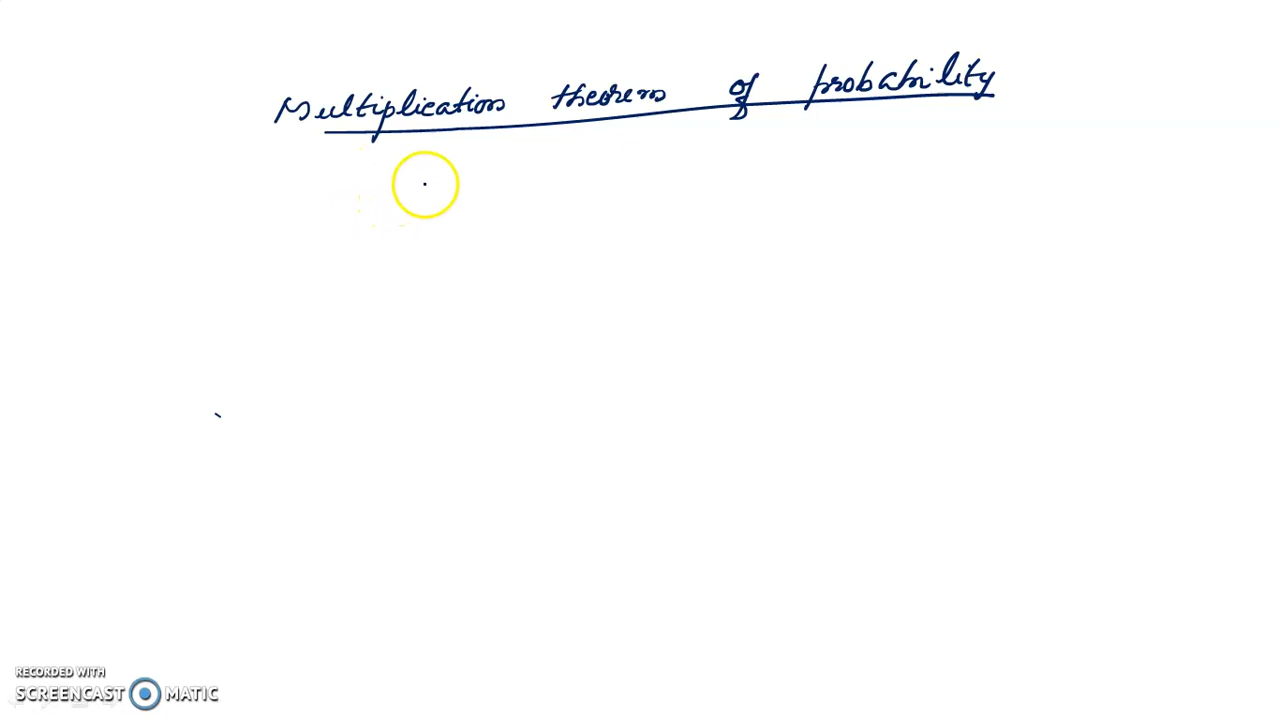 Multiplication theorem of probability
RECORDED WITH
SCREENCAST MATIC